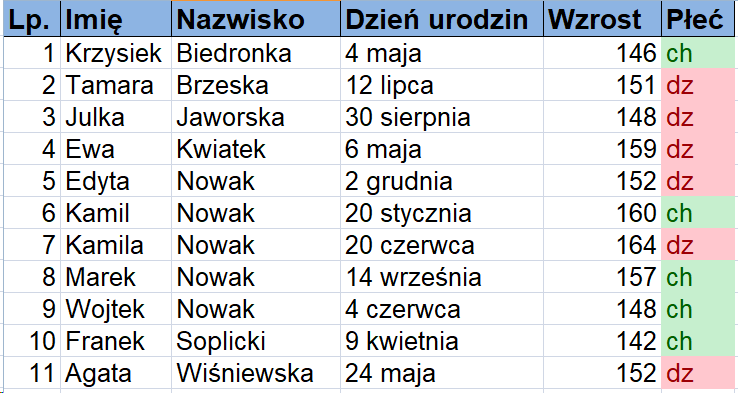 Lp. Imię Nazwisko Dzień urodzin Wzrost Płeć
1 Krzysiek Biedronka 4 maja 146 ch
2 Tamara Brzeska 12 lipca 151 dz
3 Julka Jaworska 30 sierpnia 148 dz
4 Ewa Kwiatek 6 maja 159 dz
5 Edyta Nowak 2 grudnia 152 dz
6 Kamil Nowak 20 stycznia 160 ch
7 Kamila Nowak 20 czerwca 164 dz
8 Marek Nowak 14 września 157 ch
9 Wojtek Nowak 4 czerwca 148 ch
10 Franek Soplicki 9 kwietnia 142 ch
11 Agata Wiśniewska 24 maja 152 dz